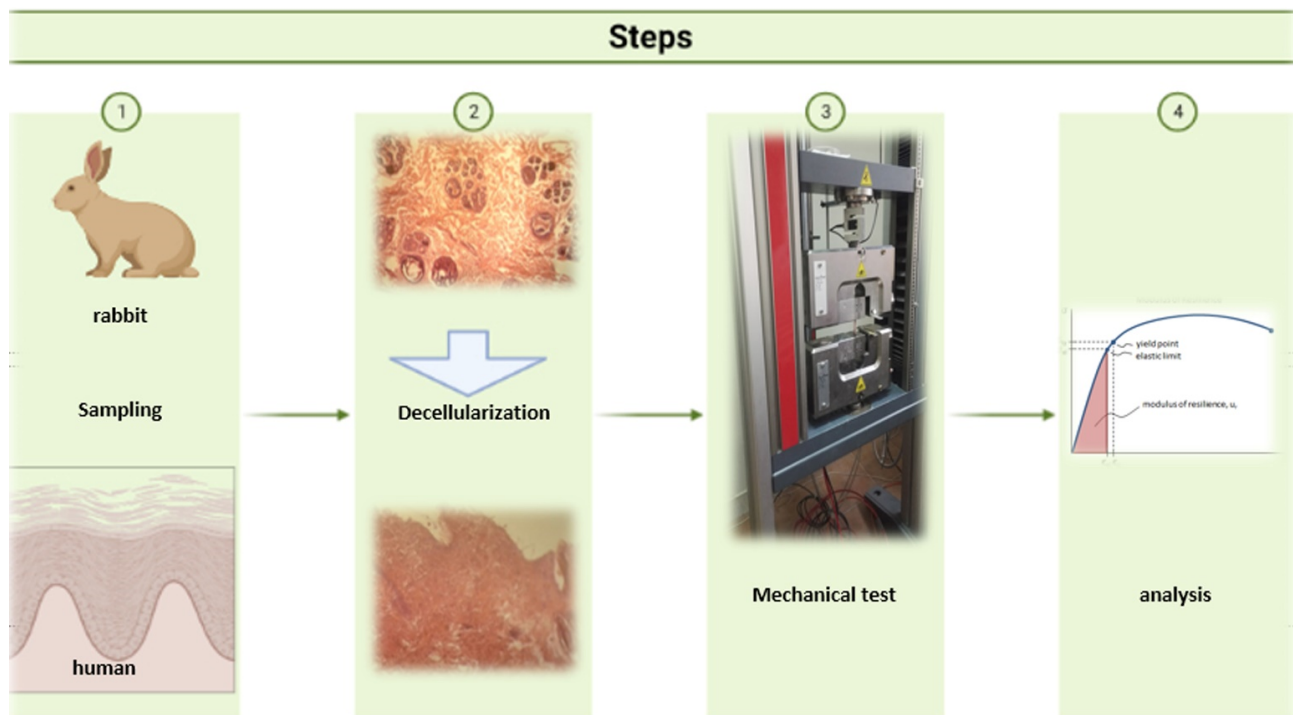 Steps
1
rabbit
Sampling
human
2
Decellularization
3
Mechanical test
4
yield point
elastic limit
modulus of resilience, uᵣ
analysis